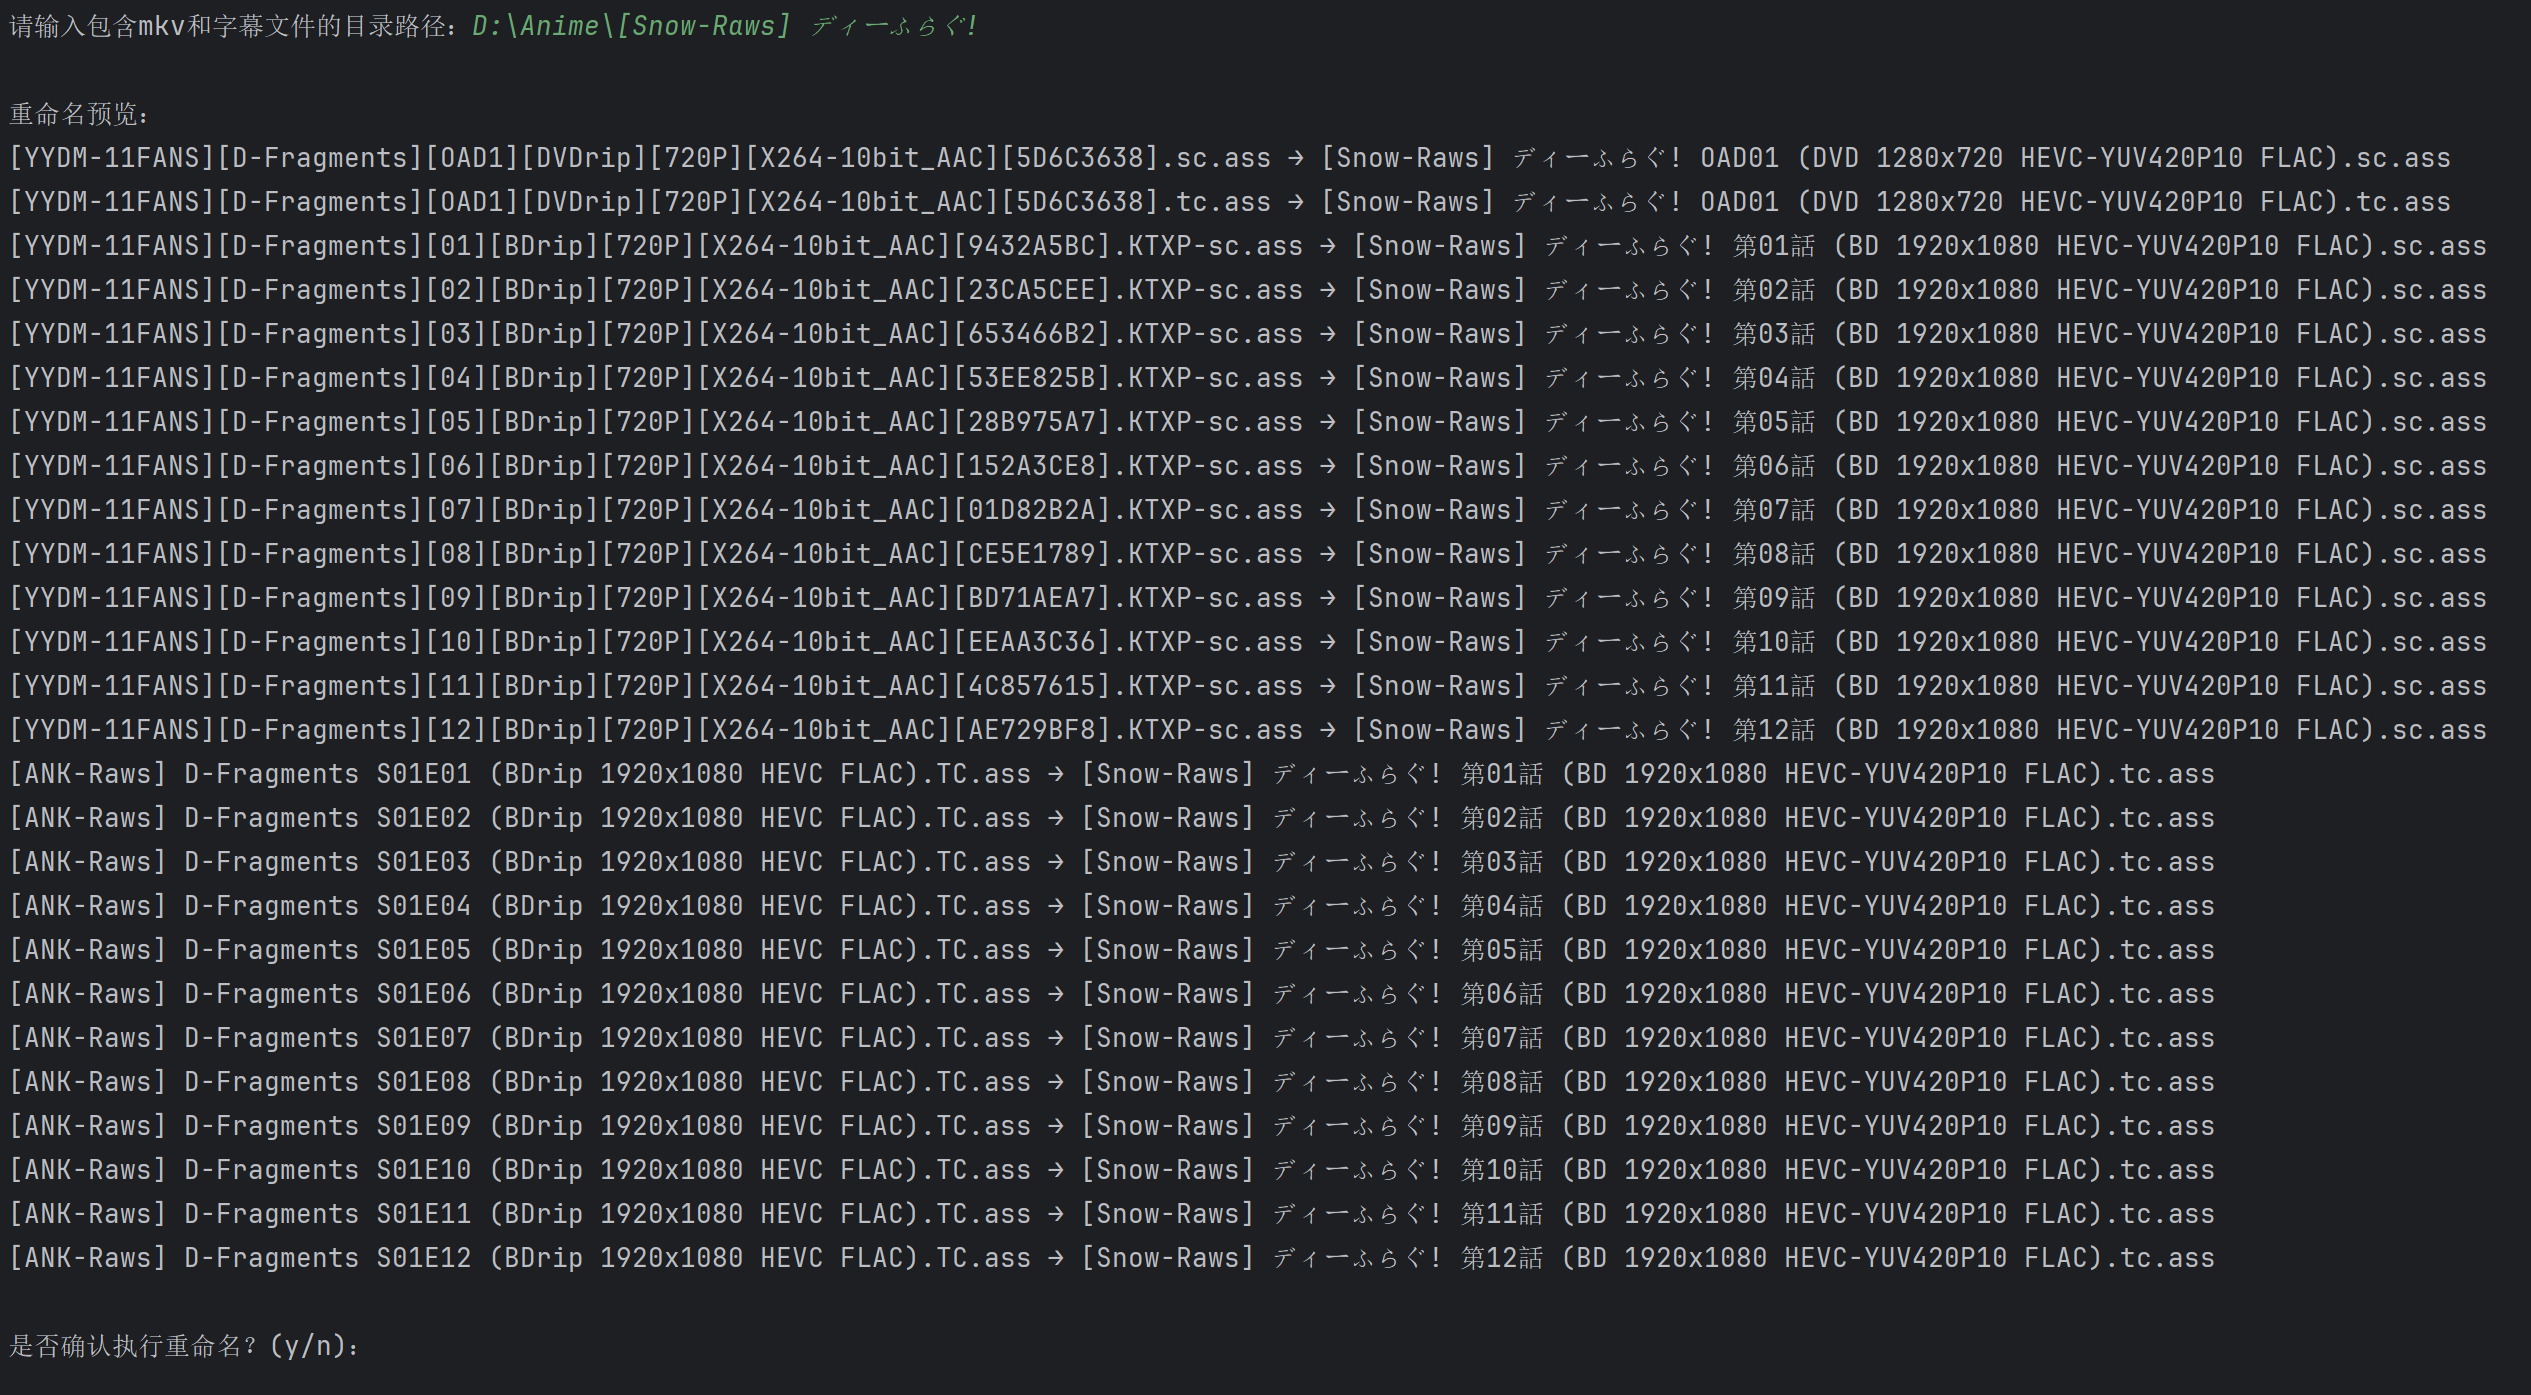 请输入包含mkv和字幕文件的目录路径：D:\Anime\[Snow-Raws] ディーふらぐ!
重命名预览：
[YYDM-11FANS][D-Fragments][OAD1][DVDrip][720P][X264-10bit_AAC][5D6C3638].sc.ass → [Snow-Raws] ディーふらぐ! OAD01 (DVD 1280x720 HEVC-YUV420P10 FLAC).sc.ass
[YYDM-11FANS][D-Fragments][OAD1][DVDrip][720P][X264-10bit_AAC][5D6C3638].tc.ass → [Snow-Raws] ディーふらぐ! OAD01 (DVD 1280x720 HEVC-YUV420P10 FLAC).tc.ass
[YYDM-11FANS][D-Fragments][01][BDrip][720P][X264-10bit_AAC][9432A5BC].KTXP-sc.ass → [Snow-Raws] ディーふらぐ! 第01話 (BD 1920x1080 HEVC-YUV420P10 FLAC).sc.ass
[YYDM-11FANS][D-Fragments][02][BDrip][720P][X264-10bit_AAC][23CA5CEE].KTXP-sc.ass → [Snow-Raws] ディーふらぐ! 第02話 (BD 1920x1080 HEVC-YUV420P10 FLAC).sc.ass
[YYDM-11FANS][D-Fragments][03][BDrip][720P][X264-10bit_AAC][653466B2].KTXP-sc.ass → [Snow-Raws] ディーふらぐ! 第03話 (BD 1920x1080 HEVC-YUV420P10 FLAC).sc.ass
[YYDM-11FANS][D-Fragments][04][BDrip][720P][X264-10bit_AAC][53EE825B].KTXP-sc.ass → [Snow-Raws] ディーふらぐ! 第04話 (BD 1920x1080 HEVC-YUV420P10 FLAC).sc.ass
[YYDM-11FANS][D-Fragments][05][BDrip][720P][X264-10bit_AAC][28B975A7].KTXP-sc.ass → [Snow-Raws] ディーふらぐ! 第05話 (BD 1920x1080 HEVC-YUV420P10 FLAC).sc.ass
[YYDM-11FANS][D-Fragments][06][BDrip][720P][X264-10bit_AAC][152A3CE8].KTXP-sc.ass → [Snow-Raws] ディーふらぐ! 第06話 (BD 1920x1080 HEVC-YUV420P10 FLAC).sc.ass
[YYDM-11FANS][D-Fragments][07][BDrip][720P][X264-10bit_AAC][01D82B2A].KTXP-sc.ass → [Snow-Raws] ディーふらぐ! 第07話 (BD 1920x1080 HEVC-YUV420P10 FLAC).sc.ass
[YYDM-11FANS][D-Fragments][08][BDrip][720P][X264-10bit_AAC][CE5E1789].KTXP-sc.ass → [Snow-Raws] ディーふらぐ! 第08話 (BD 1920x1080 HEVC-YUV420P10 FLAC).sc.ass
[YYDM-11FANS][D-Fragments][09][BDrip][720P][X264-10bit_AAC][BD71AEA7].KTXP-sc.ass → [Snow-Raws] ディーふらぐ! 第09話 (BD 1920x1080 HEVC-YUV420P10 FLAC).sc.ass
[YYDM-11FANS][D-Fragments][10][BDrip][720P][X264-10bit_AAC][EEAA3C36].KTXP-sc.ass → [Snow-Raws] ディーふらぐ! 第10話 (BD 1920x1080 HEVC-YUV420P10 FLAC).sc.ass
[YYDM-11FANS][D-Fragments][11][BDrip][720P][X264-10bit_AAC][4C857615].KTXP-sc.ass → [Snow-Raws] ディーふらぐ! 第11話 (BD 1920x1080 HEVC-YUV420P10 FLAC).sc.ass
[YYDM-11FANS][D-Fragments][12][BDrip][720P][X264-10bit_AAC][AE729BF8].KTXP-sc.ass → [Snow-Raws] ディーふらぐ! 第12話 (BD 1920x1080 HEVC-YUV420P10 FLAC).sc.ass
[ANK-Raws] D-Fragments S01E01 (BDrip 1920x1080 HEVC FLAC).TC.ass → [Snow-Raws] ディーふらぐ! 第01話 (BD 1920x1080 HEVC-YUV420P10 FLAC).tc.ass
[ANK-Raws] D-Fragments S01E02 (BDrip 1920x1080 HEVC FLAC).TC.ass → [Snow-Raws] ディーふらぐ! 第02話 (BD 1920x1080 HEVC-YUV420P10 FLAC).tc.ass
[ANK-Raws] D-Fragments S01E03 (BDrip 1920x1080 HEVC FLAC).TC.ass → [Snow-Raws] ディーふらぐ! 第03話 (BD 1920x1080 HEVC-YUV420P10 FLAC).tc.ass
[ANK-Raws] D-Fragments S01E04 (BDrip 1920x1080 HEVC FLAC).TC.ass → [Snow-Raws] ディーふらぐ! 第04話 (BD 1920x1080 HEVC-YUV420P10 FLAC).tc.ass
[ANK-Raws] D-Fragments S01E05 (BDrip 1920x1080 HEVC FLAC).TC.ass → [Snow-Raws] ディーふらぐ! 第05話 (BD 1920x1080 HEVC-YUV420P10 FLAC).tc.ass
[ANK-Raws] D-Fragments S01E06 (BDrip 1920x1080 HEVC FLAC).TC.ass → [Snow-Raws] ディーふらぐ! 第06話 (BD 1920x1080 HEVC-YUV420P10 FLAC).tc.ass
[ANK-Raws] D-Fragments S01E07 (BDrip 1920x1080 HEVC FLAC).TC.ass → [Snow-Raws] ディーふらぐ! 第07話 (BD 1920x1080 HEVC-YUV420P10 FLAC).tc.ass
[ANK-Raws] D-Fragments S01E08 (BDrip 1920x1080 HEVC FLAC).TC.ass → [Snow-Raws] ディーふらぐ! 第08話 (BD 1920x1080 HEVC-YUV420P10 FLAC).tc.ass
[ANK-Raws] D-Fragments S01E09 (BDrip 1920x1080 HEVC FLAC).TC.ass → [Snow-Raws] ディーふらぐ! 第09話 (BD 1920x1080 HEVC-YUV420P10 FLAC).tc.ass
[ANK-Raws] D-Fragments S01E10 (BDrip 1920x1080 HEVC FLAC).TC.ass → [Snow-Raws] ディーふらぐ! 第10話 (BD 1920x1080 HEVC-YUV420P10 FLAC).tc.ass
[ANK-Raws] D-Fragments S01E11 (BDrip 1920x1080 HEVC FLAC).TC.ass → [Snow-Raws] ディーふらぐ! 第11話 (BD 1920x1080 HEVC-YUV420P10 FLAC).tc.ass
[ANK-Raws] D-Fragments S01E12 (BDrip 1920x1080 HEVC FLAC).TC.ass → [Snow-Raws] ディーふらぐ! 第12話 (BD 1920x1080 HEVC-YUV420P10 FLAC).tc.ass
是否确认执行重命名？(y/n)：